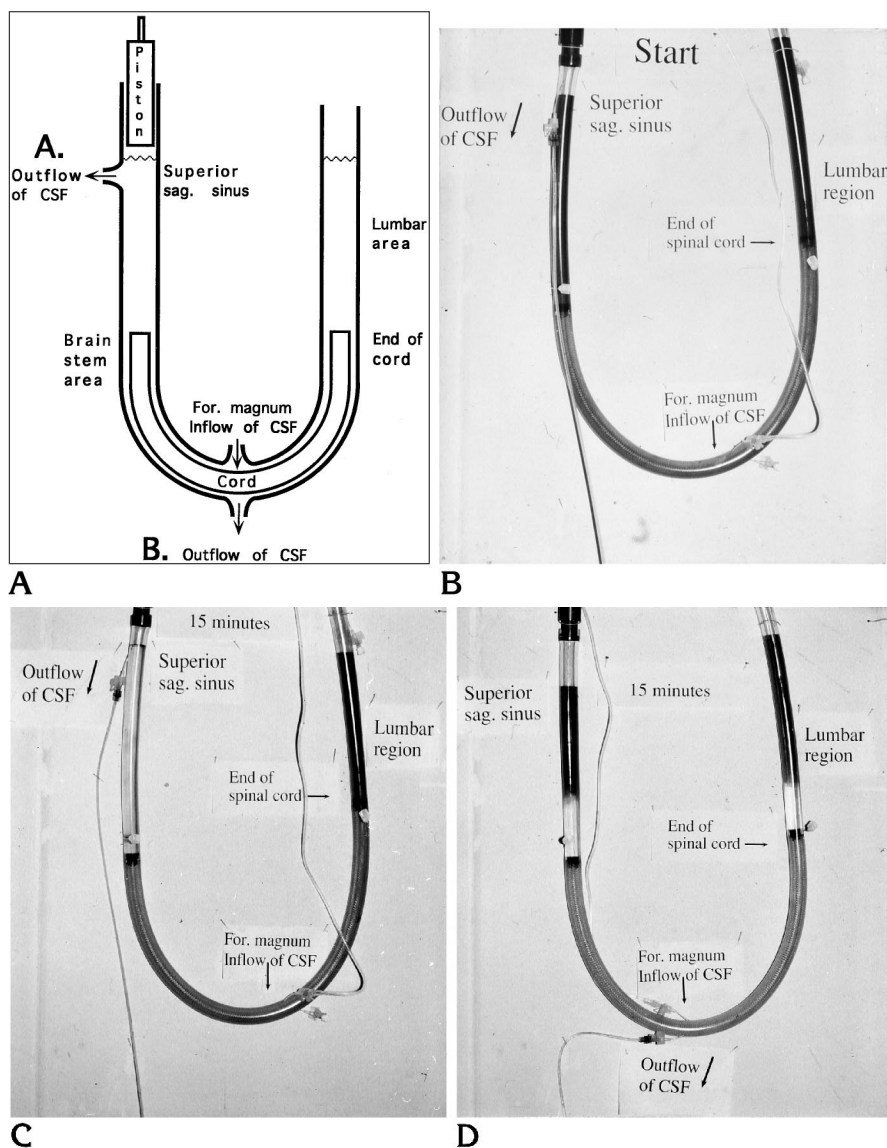 Piston
A.
Outflow
of CSF
Superior
sag. sinus
Lumbar
area
Brain
stem
area
End of
cord
For. magnum
Inflow of CSF
Cord
B. Outflow of CSF
A
Start
Outflow
of CSF
Superior
sag. sinus
Lumbar
region
End of
spinal cord
For. magnum
Inflow of CSF
B
15 minutes
Outflow
of CSF
Superior
sag. sinus
Lumbar
region
End of
spinal cord
For. magnum
Inflow of CSF
C
Superior
sag. sinus
15 minutes
Lumbar
region
End of
spinal cord
For. magnum
Inflow of CSF
Outflow
of CSF
D